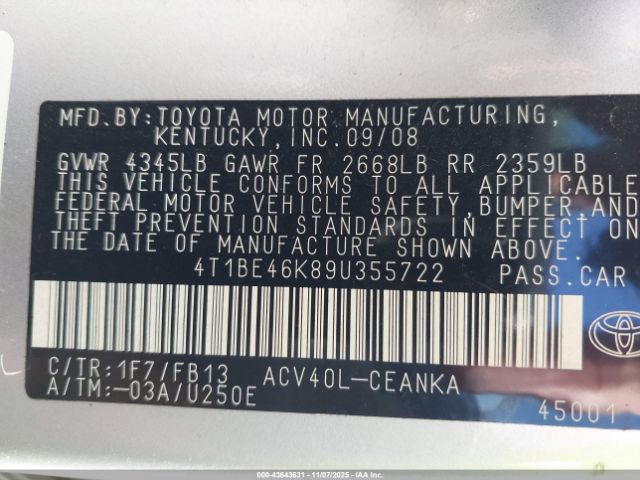 MFD.BY:TOYOTA MOTOR MANUFACTURING,
KENTUCKY,INC.09/08
GVWR 4345LB GAWR FR 2668LB RR 2359LB
THIS VEHICLE CONFORMS TO ALL APPLICABLE
FEDERAL MOTOR VEHICLE SAFETY,BUMPER,AND
THEFT PREVENTION STANDARDS IN EFFECT ON
THE DATE OF MANUFACTURE SHOWN ABOVE.
4T1BE46K89U355722 PASS.CAR
C/TR:1F7/FB13 ACV40L-CEANKA
A/TM:-03A/U250E 45001
000-43643631 - 11/07/2025 - IAA Inc.